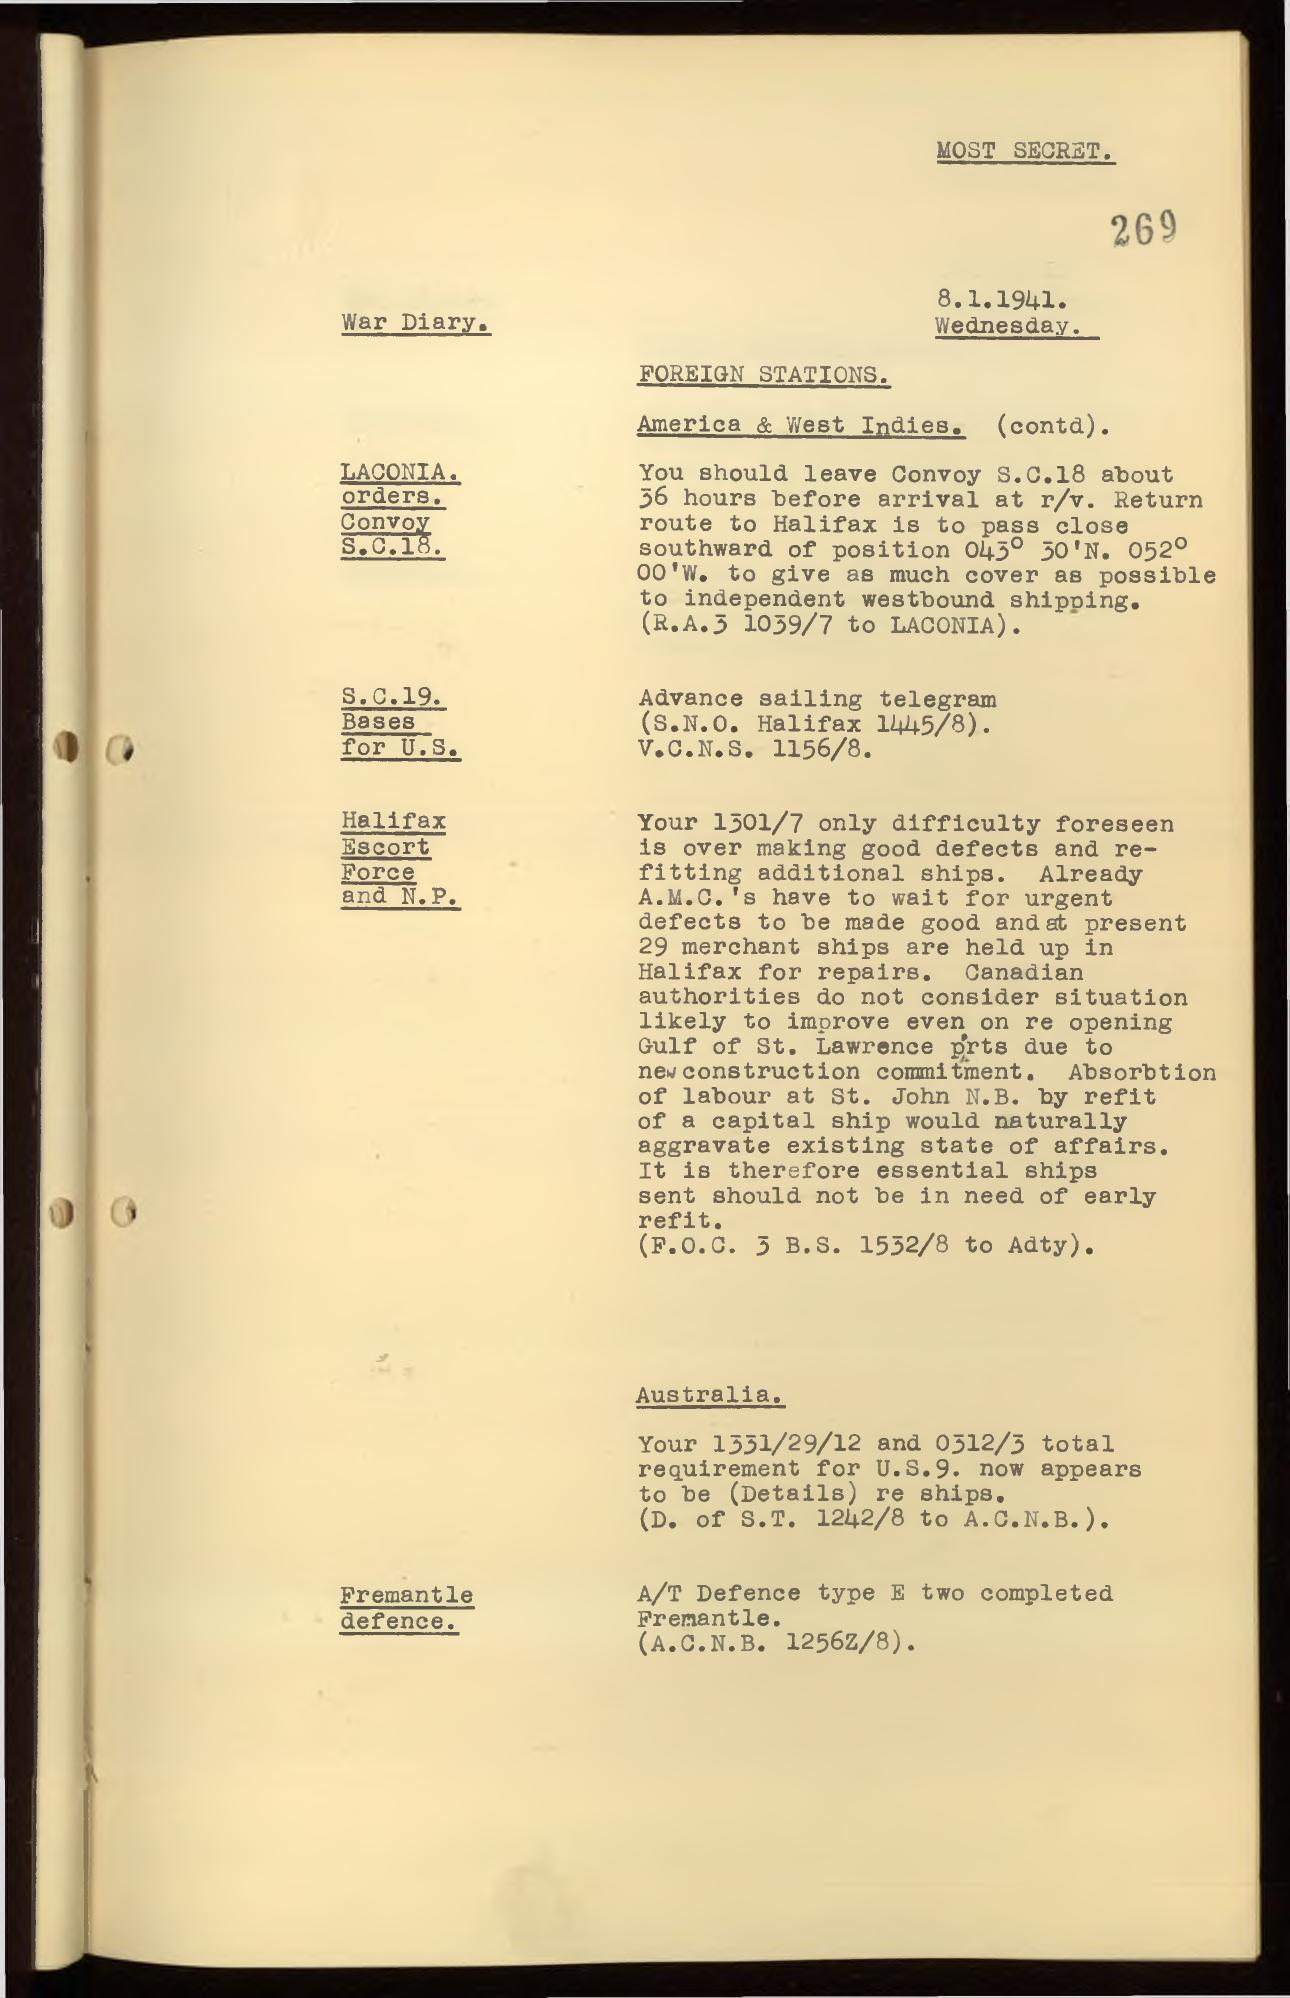 MOST SECRET.
269
8.1.1941.
War Diary.
Wednesday.
FOREIGN STATIONS.
America & West Indies. (contd).
LACONIA.
orders.
Convoy
S.C.18.
You should leave Convoy S.C.18 about
36 hours before arrival at r/v. Return
route to Halifax is to pass close
southward of position 043° 30'N. 052°
00'W. to give as much cover as possible
to independent westbound shipping.
(R.A.3 1039/7 to LACONIA).
S.C.19.
Bases
for U.S.
Advance sailing telegram
(S.N.O. Halifax 1445/8).
V.C.N.S. 1156/8.
Halifax
Escort
Force
and N.P.
Your 1301/7 only difficulty foreseen
is over making good defects and re-
fitting additional ships. Already
A.M.C.'s have to wait for urgent
defects to be made good and at present
29 merchant ships are held up in
Halifax for repairs. Canadian
authorities do not consider situation
likely to improve even on re opening
Gulf of St. Lawrence prts due to
new construction commitment. Absorbtion
of labour at St. John N.B. by refit
of a capital ship would naturally
aggravate existing state of affairs.
It is therefore essential ships
sent should not be in need of early
refit.
(F.O.C. 3 B.S. 1532/8 to Adty).
Australia.
Your 1331/29/12 and 0312/3 total
requirement for U.S.9. now appears
to be (Details) re ships.
(D. of S.T. 1242/8 to A.C.N.B.).
Fremantle
defence.
A/T Defence type E two completed
Fremantle.
(A.C.N.B. 1256Z/8).